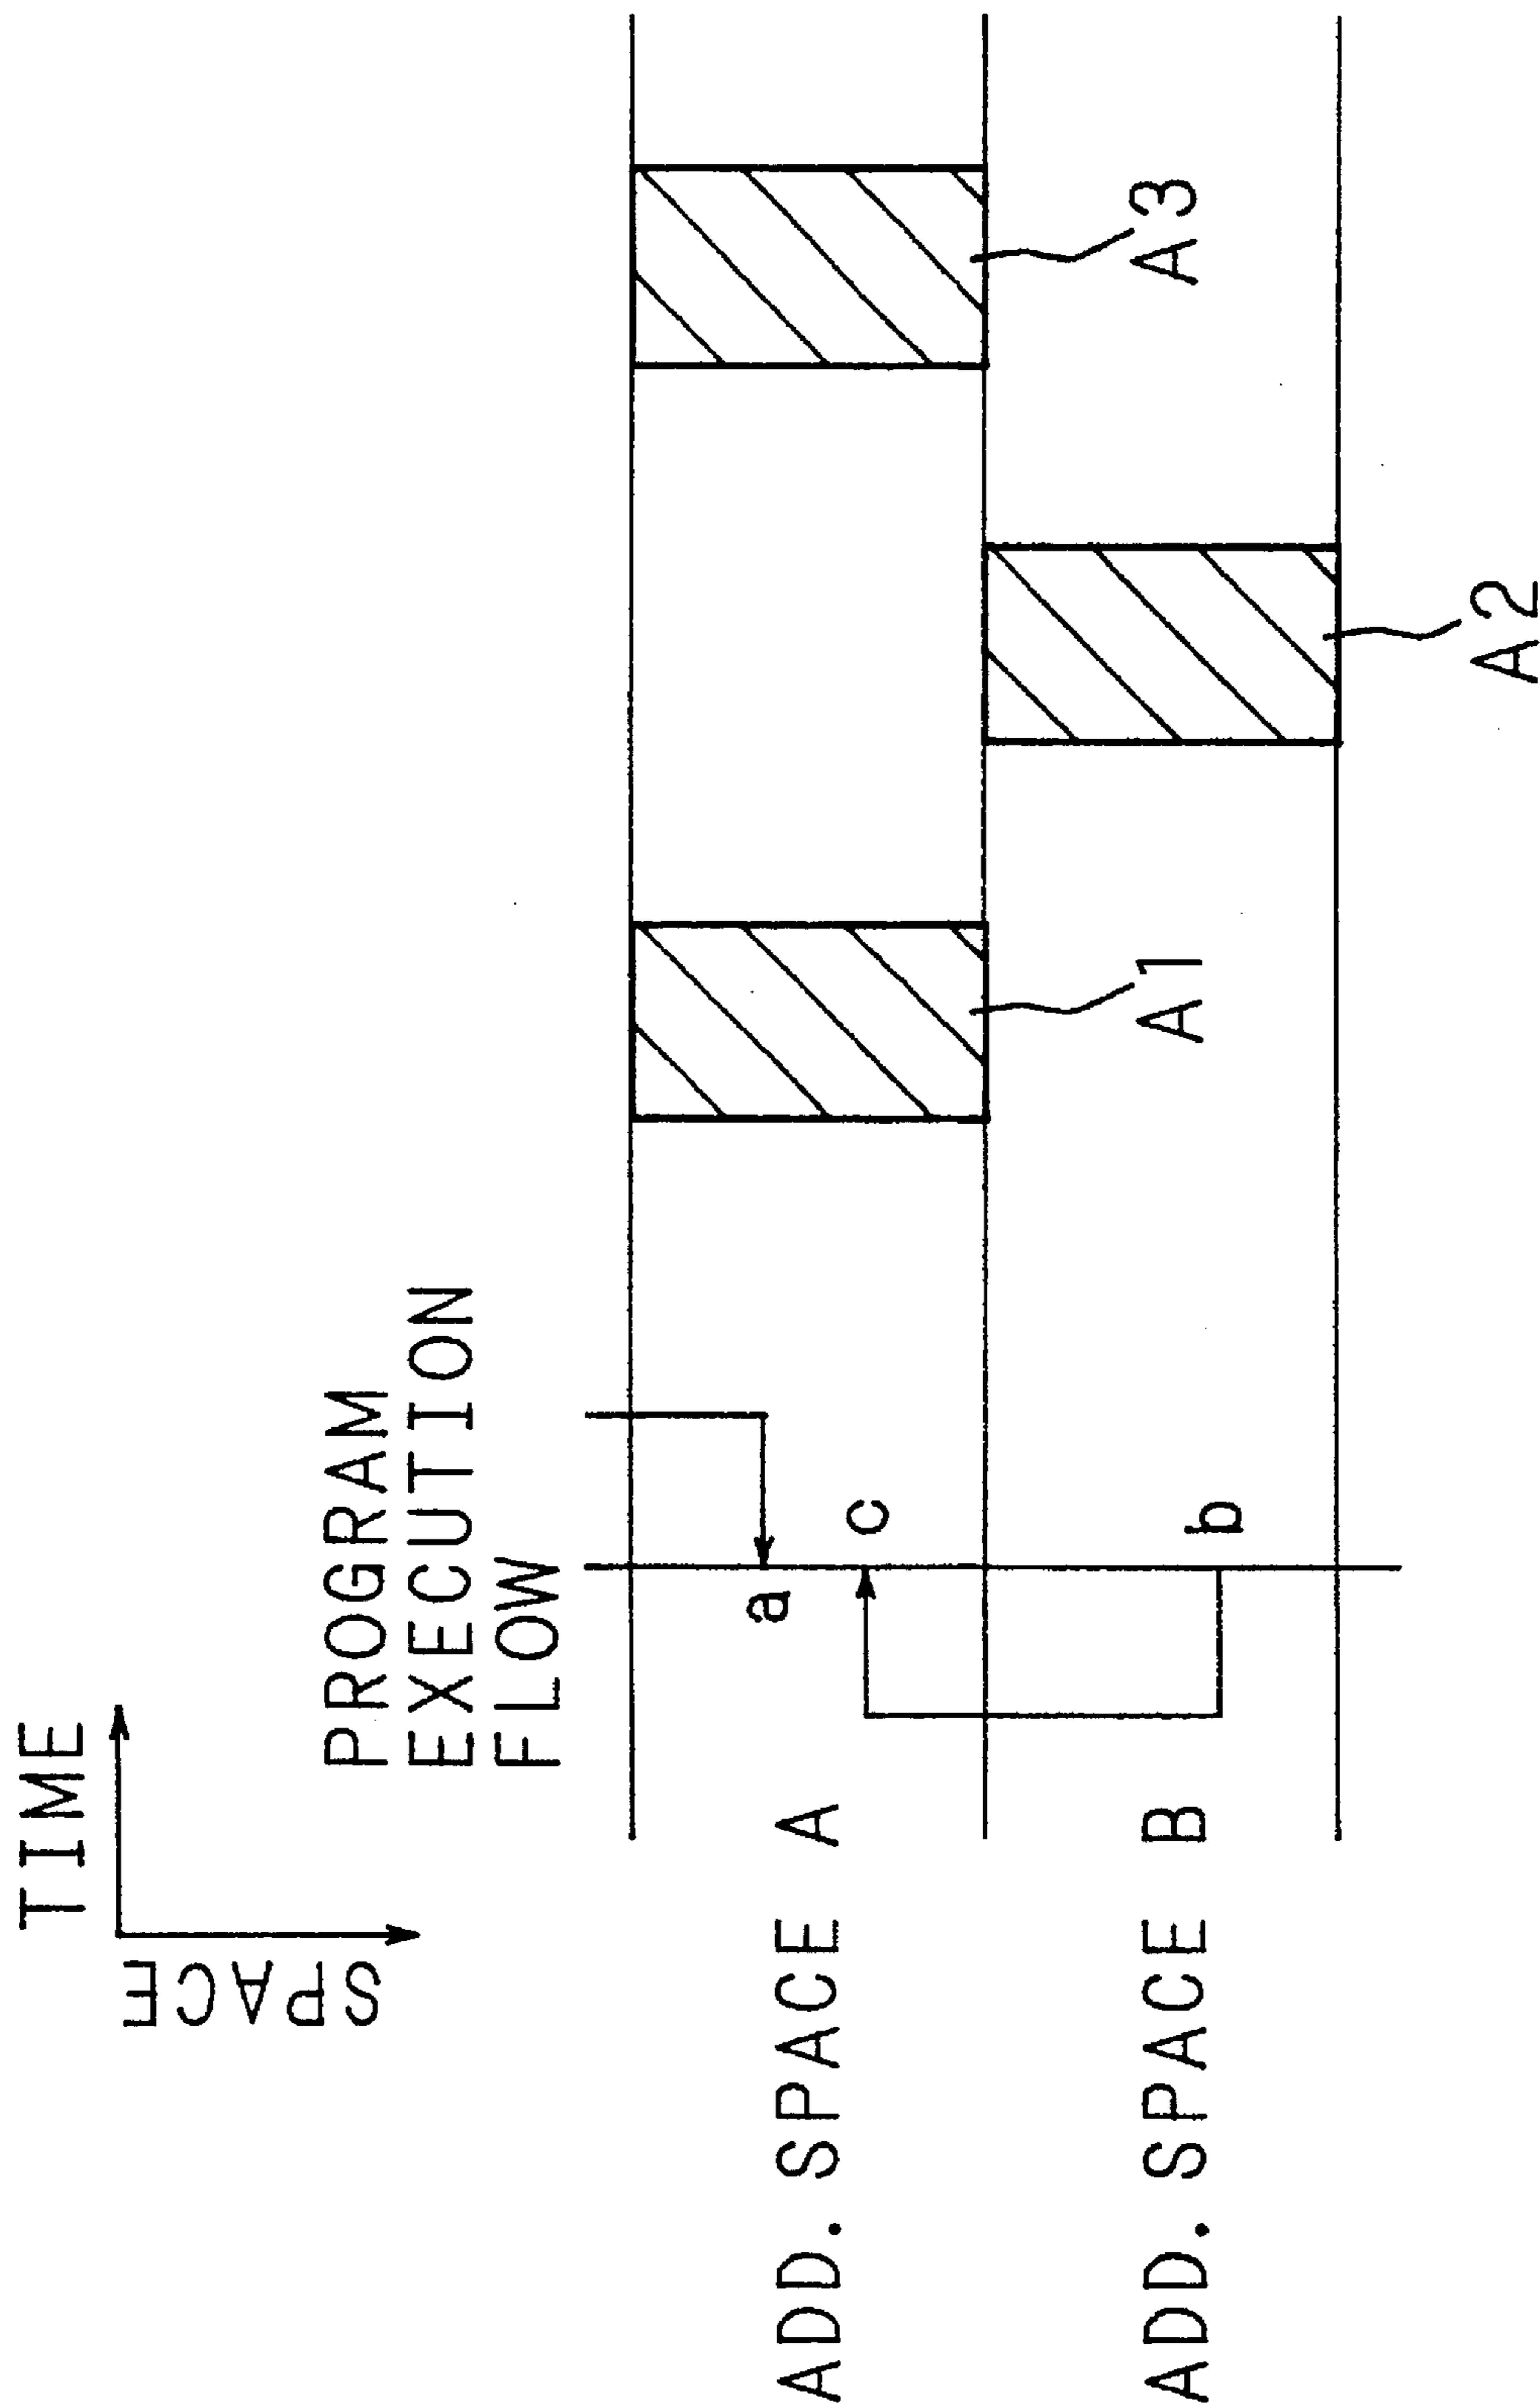 TIME
SPACE
PROGRAM
EXECUTION
FLOW
ADD. SPACE A
a
c
A1
A3
ADD. SPACE B
b
A2